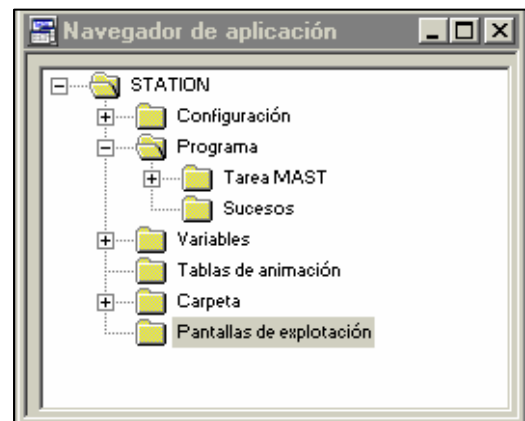 Navegador de aplicación
STATION
Configuración
Programa
Tarea MAST
Sucesos
Variables
Tablas de animación
Carpeta
Pantallas de explotación